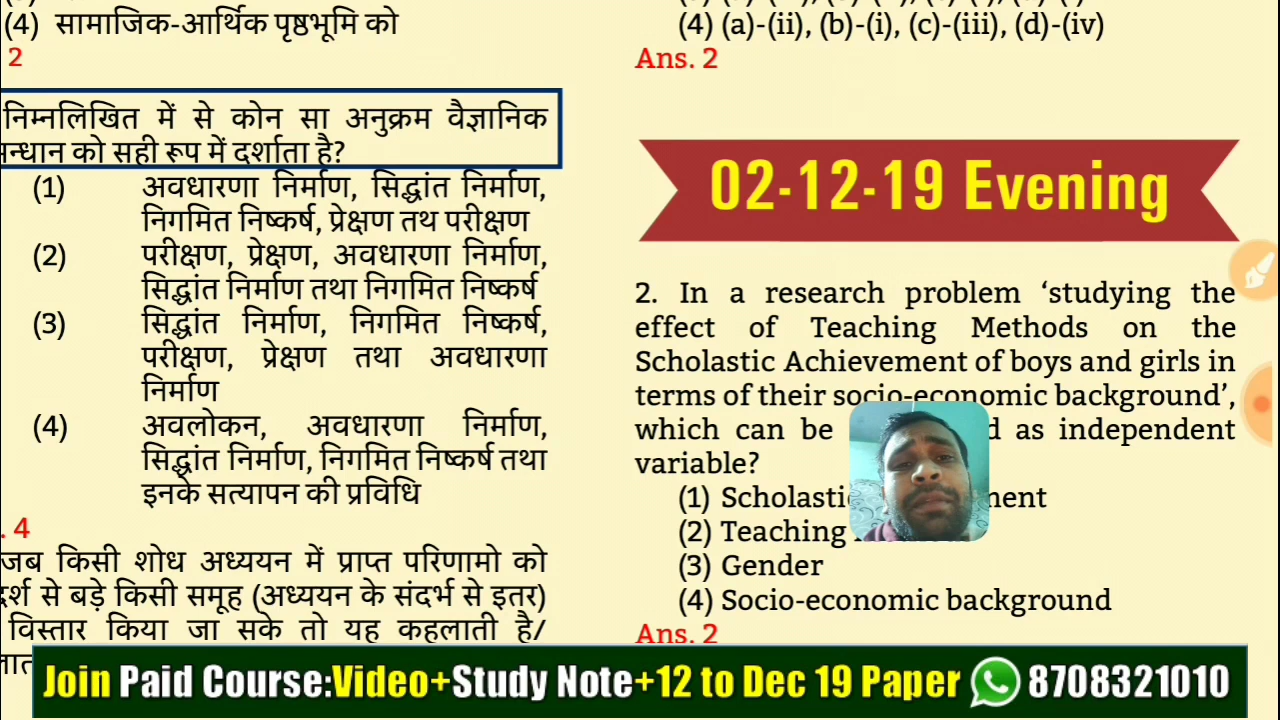 (4) सामाजिक-आर्थिक पृष्ठभूमि को
2
निम्नलिखित में से कोन सा अनुक्रम वैज्ञानिक
को सही रूप में दर्शाता है?
(1) अवधारणा निर्माण, सिद्धांत निर्माण,
निगमित निष्कर्ष, प्रेक्षण तथ परीक्षण
(2) परीक्षण, प्रेक्षण, अवधारणा निर्माण,
सिद्धांत निर्माण तथा निगमित निष्कर्ष
(3) सिद्धांत निर्माण, निगमित निष्कर्ष,
परीक्षण, प्रेक्षण तथा अवधारणा
निर्माण
(4) अवलोकन, अवधारणा निर्माण,
सिद्धांत निर्माण, निगमित निष्कर्ष तथा
इनके सत्यापन की प्रविधि
. 4
जब किसी शोध अध्ययन में प्राप्त परिणामो को
से बड़े किसी समूह (अध्ययन के संदर्भ से इतर)
विस्तार किया जा सके तो यह कहलाती है/
(4) (a)-(ii), (b)-(i), (c)-(iii), (d)-(iv)
Ans. 2
02-12-19 Evening
2. In a research problem ‘studying the
effect of Teaching Methods on the
Scholastic Achievement of boys and girls in
terms of their socio-economic background’,
which can be as independent
variable?
(1)
(2) Teaching
(3) Gender
(4) Socio-economic background
Ans. 2
Join Paid Course:Video+Study Note+12 to Dec 19 Paper 8708321010